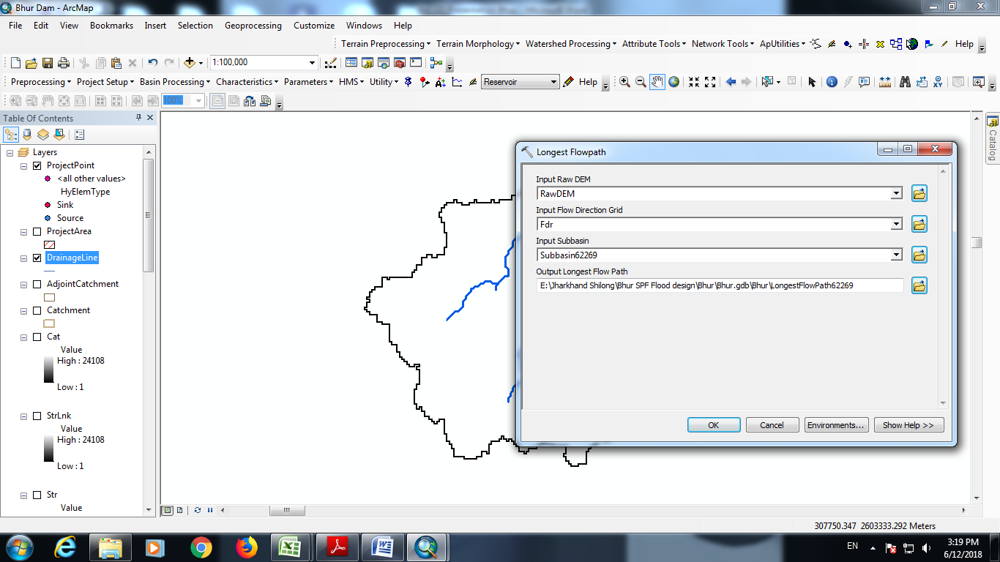 Bhur Dam - ArcMap
File Edit View Bookmarks Insert Selection Geoprocessing Customize Windows Help
Terrain Preprocessing Terrain Morphology Watershed Processing Attribute Tools Network Tools ApUtilities Help
1:100,000
Preprocessing Project Setup Basin Processing Characteristics Parameters HMS Utility Reservoir Help
100%
Table Of Contents
Layers
ProjectPoint
<all other values>
HyElemType
Sink
Source
ProjectArea
DrainageLine
AdjointCatchment
Catchment
Cat
Value
High : 24108
Low : 1
StrLnk
Value
High : 24108
Low : 1
Str
Value
Catalog
Longest Flowpath
Input Raw DEM
RawDEM
Input Flow Direction Grid
Fdr
Input Subbasin
Subbasin62269
Output Longest Flow Path
E:\Jharkhand Shilong\Bhur SPF Flood design\Bhur\Bhur.gdb\Bhur\LongestFlowPath62269
OK Cancel Environments... Show Help >>
307750.347 2603333.292 Meters
EN
3:19 PM
6/12/2018